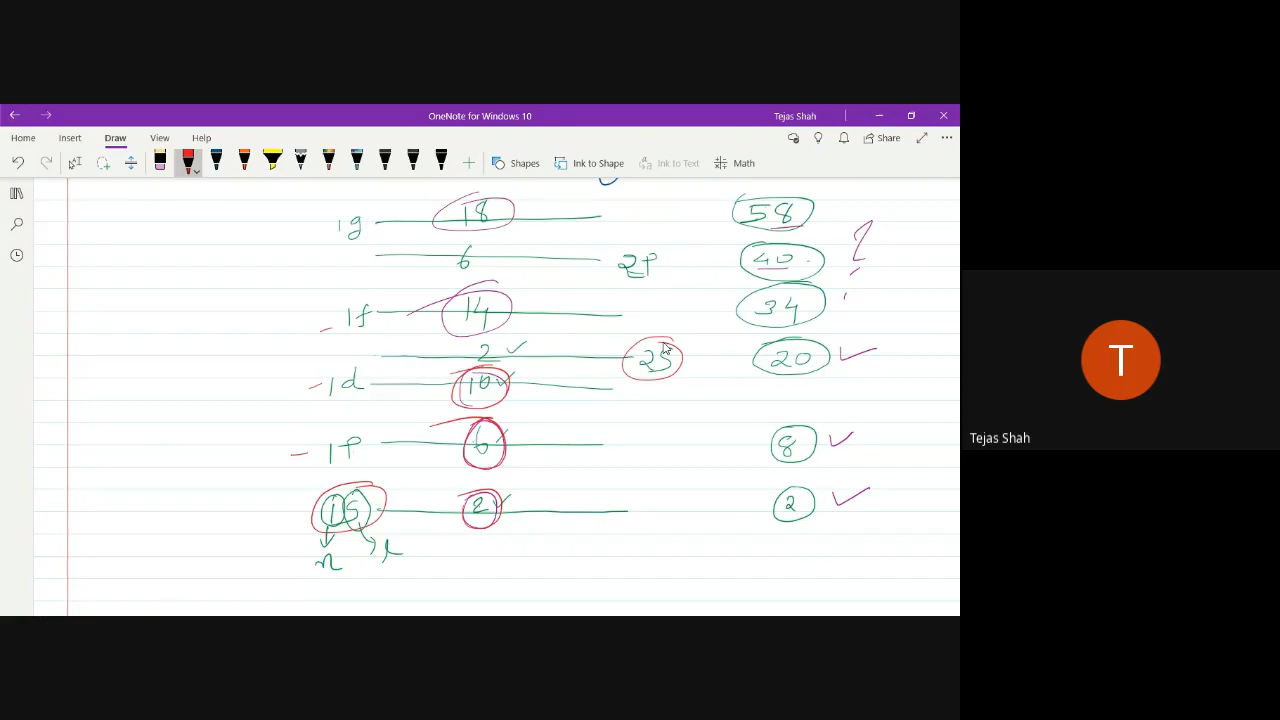 OneNote for Windows 10
Tejas Shah
Home Insert Draw View Help
Share
Shapes Ink to Shape Ink to Text Math
1g 18 58
6 2p 40 ?
1f 14 34
2 2S 20
1d 10
1p 6 8
1S 2 2
n l
T
Tejas Shah